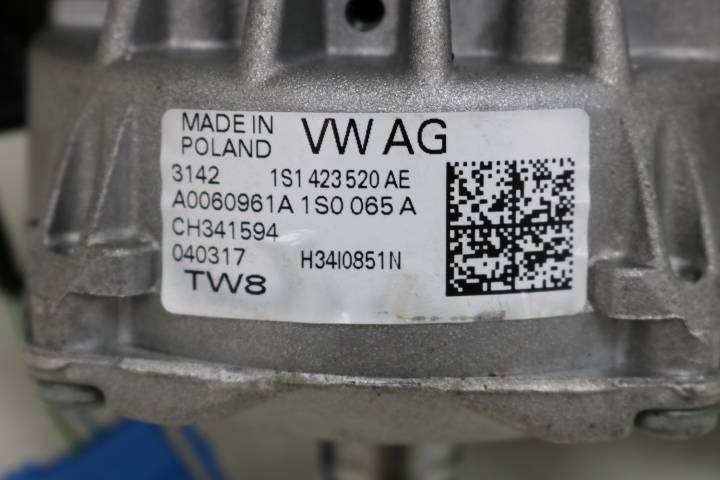 MADE IN POLAND VW AG
3142 1S1 423 520 AE
A0060961A 1S0 065 A
CH341594
040317 H34I0851N
TW8